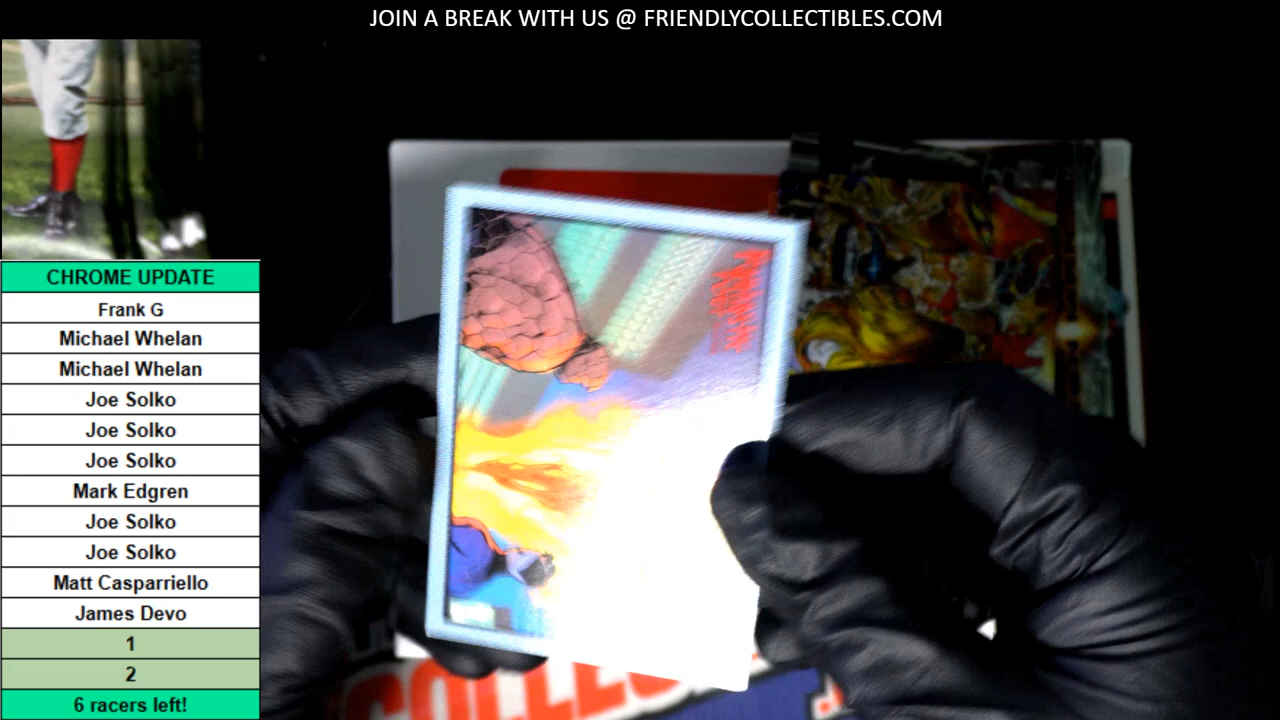 JOIN A BREAK WITH US @ FRIENDLYCOLLECTIBLES.COM
CHROME UPDATE
Frank G
Michael Whelan
Michael Whelan
Joe Solko
Joe Solko
Joe Solko
Mark Edgren
Joe Solko
Joe Solko
Matt Casparriello
James Devo
1
2
6 racers left!